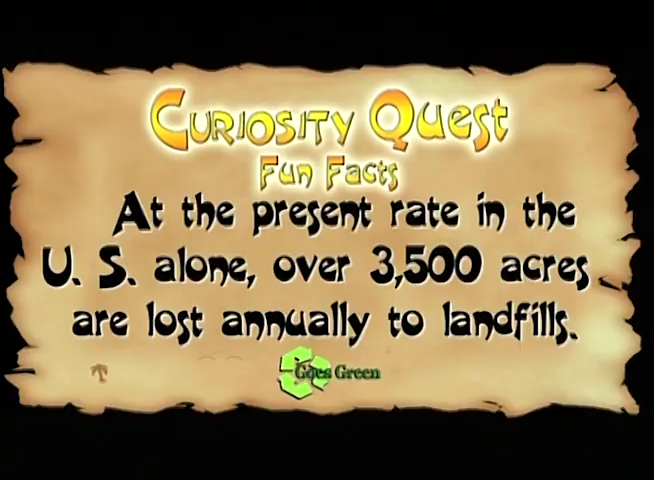 Curiosity Quest
Fun Facts
At the present rate in the
U. S. alone, over 3,500 acres
are lost annually to landfills.
Goes Green